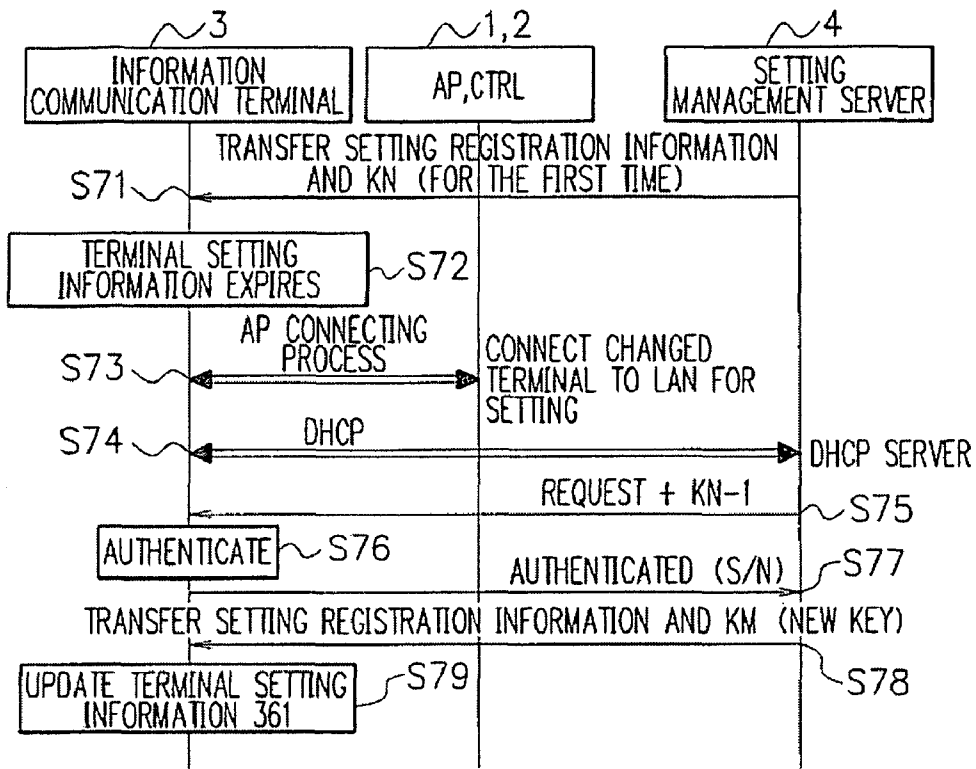 3
1,2
4
INFORMATION
COMMUNICATION TERMINAL
AP,CTRL
SETTING
MANAGEMENT SERVER
TRANSFER SETTING REGISTRATION INFORMATION
AND KN (FOR THE FIRST TIME)
S71
TERMINAL SETTING
INFORMATION EXPIRES
S72
AP CONNECTING
PROCESS
S73
CONNECT CHANGED
TERMINAL TO LAN FOR
SETTING
S74
DHCP
DHCP SERVER
REQUEST + KN-1
S75
AUTHENTICATE
S76
AUTHENTICATED (S/N)
S77
TRANSFER SETTING REGISTRATION INFORMATION AND KM (NEW KEY)
S78
UPDATE TERMINAL SETTING
INFORMATION 361
S79